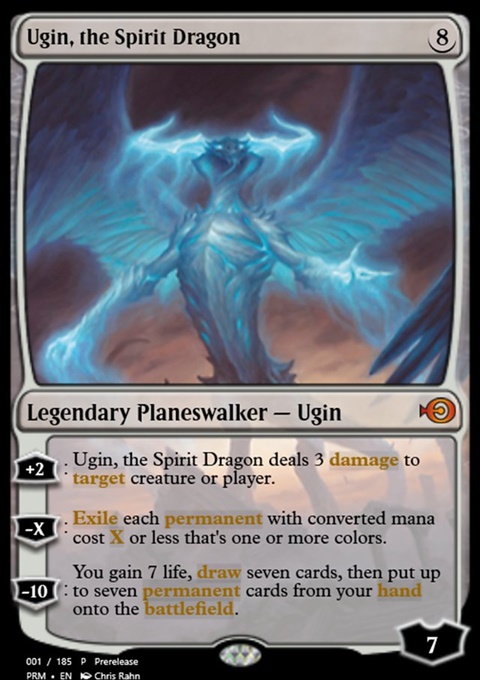 Ugin, the Spirit Dragon 8
Legendary Planeswalker — Ugin
+2 : Ugin, the Spirit Dragon deals 3 damage to
target creature or player.
-X : Exile each permanent with converted mana
cost X or less that's one or more colors.
You gain 7 life, draw seven cards, then put up
-10 : to seven permanent cards from your hand
onto the battlefield.
7
001 / 185 P Prerelease
PRM • EN Chris Rahn